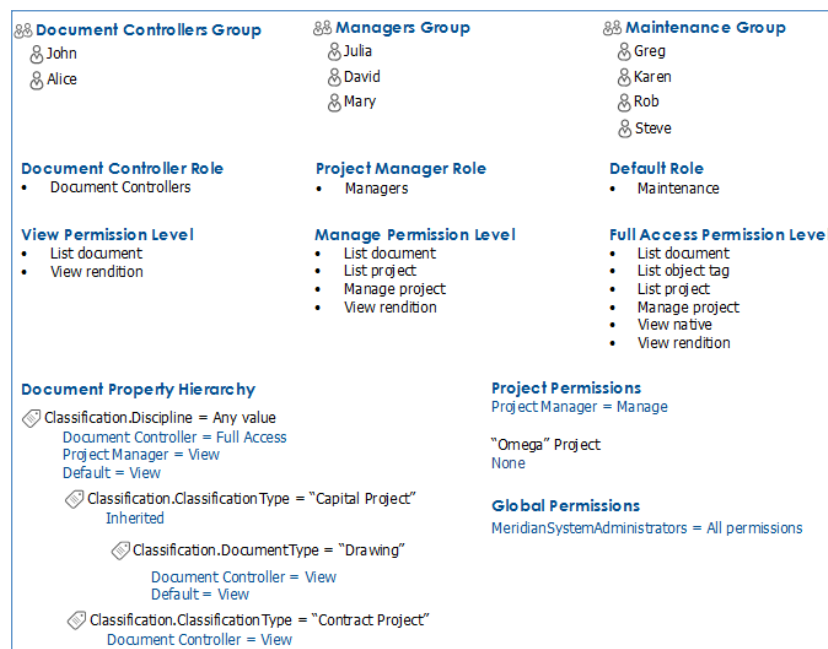 Document Controllers Group
John
Alice
Managers Group
Julia
David
Mary
Maintenance Group
Greg
Karen
Rob
Steve
Document Controller Role
• Document Controllers
Project Manager Role
• Managers
Default Role
• Maintenance
View Permission Level
• List document
• View rendition
Manage Permission Level
• List document
• List project
• Manage project
• View rendition
Full Access Permission Level
• List document
• List object tag
• List project
• Manage project
• View native
• View rendition
Document Property Hierarchy
Classification.Discipline = Any value
Document Controller = Full Access
Project Manager = View
Default = View
Classification.ClassificationType = “Capital Project”
Inherited
Classification.DocumentType = “Drawing”
Document Controller = View
Default = View
Classification.ClassificationType = “Contract Project”
Document Controller = View
Project Permissions
Project Manager = Manage
“Omega” Project
None
Global Permissions
MeridianSystemAdministrators = All permissions